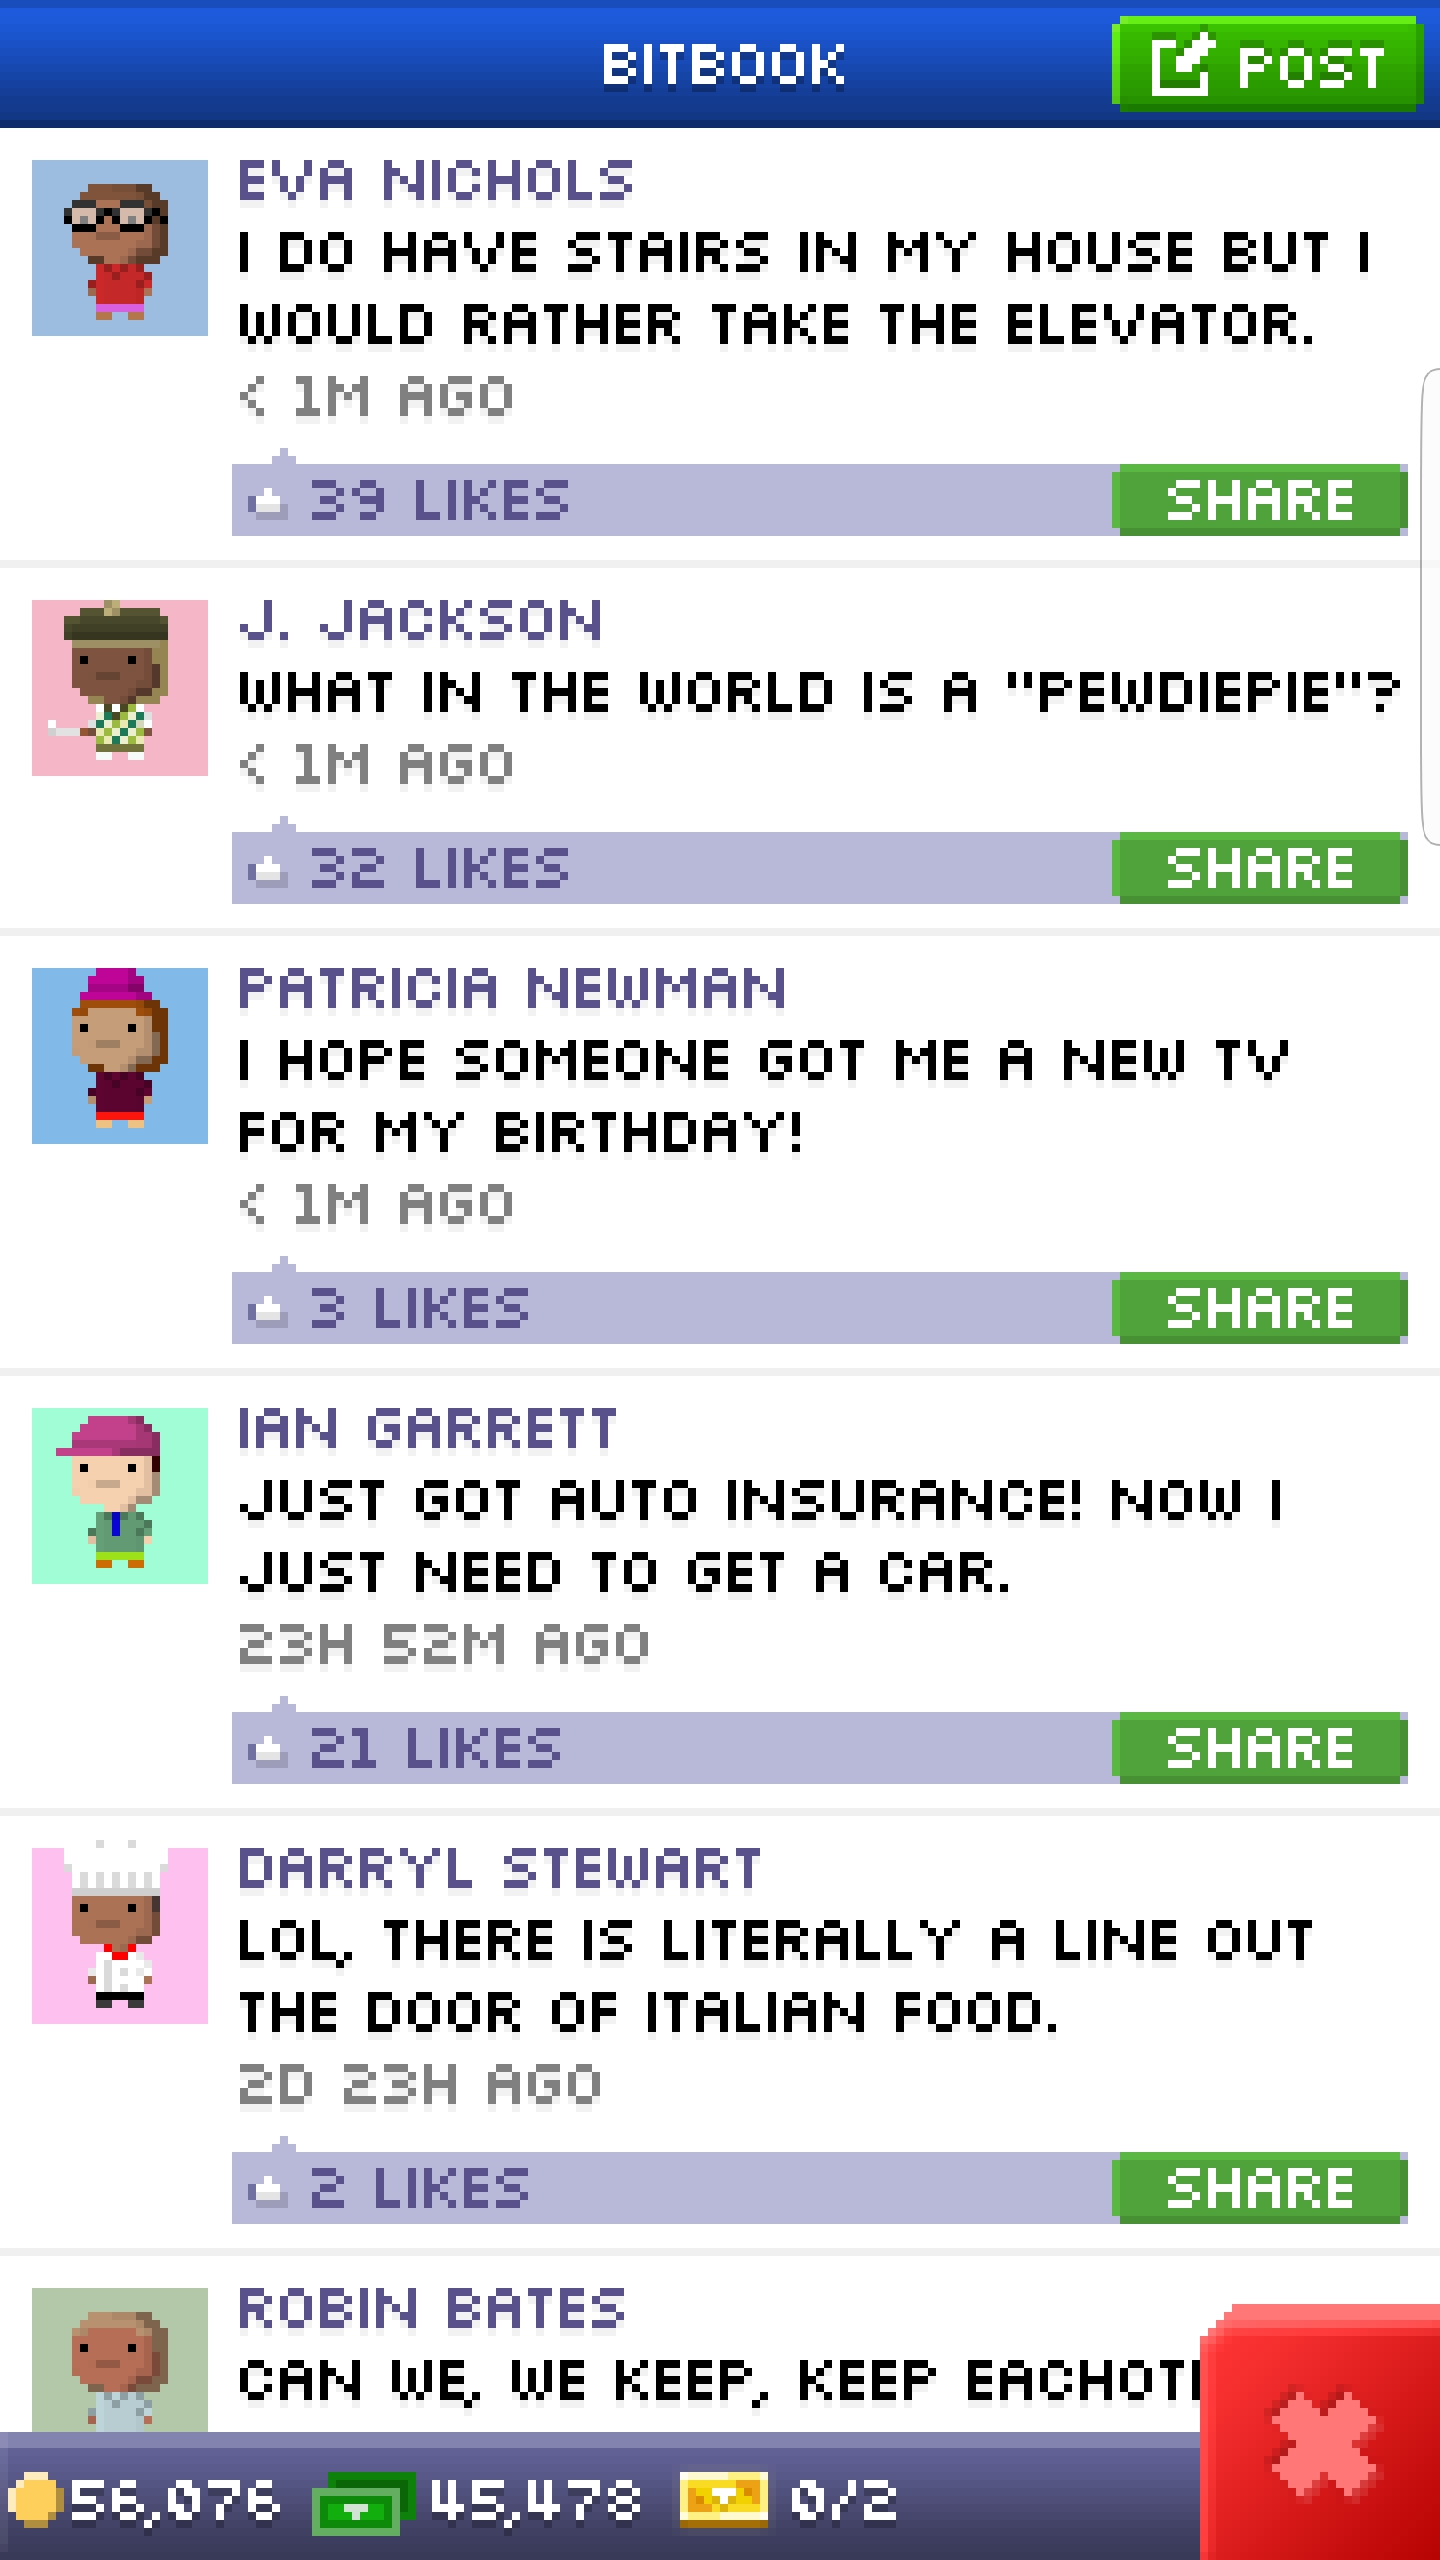 BITBOOK
POST
EVA NICHOLS
I DO HAVE STAIRS IN MY HOUSE BUT I
WOULD RATHER TAKE THE ELEVATOR.
< 1M AGO
39 LIKES
SHARE
J. JACKSON
WHAT IN THE WORLD IS A "PEWDIEPIE"?
< 1M AGO
32 LIKES
SHARE
PATRICIA NEWMAN
I HOPE SOMEONE GOT ME A NEW TV
FOR MY BIRTHDAY!
< 1M AGO
3 LIKES
SHARE
IAN GARRETT
JUST GOT AUTO INSURANCE! NOW I
JUST NEED TO GET A CAR.
23H 52M AGO
21 LIKES
SHARE
DARRYL STEWART
LOL, THERE IS LITERALLY A LINE OUT
THE DOOR OF ITALIAN FOOD.
2D 23H AGO
2 LIKES
SHARE
ROBIN BATES
CAN WE, WE KEEP, KEEP
56,076 45,478 0/2